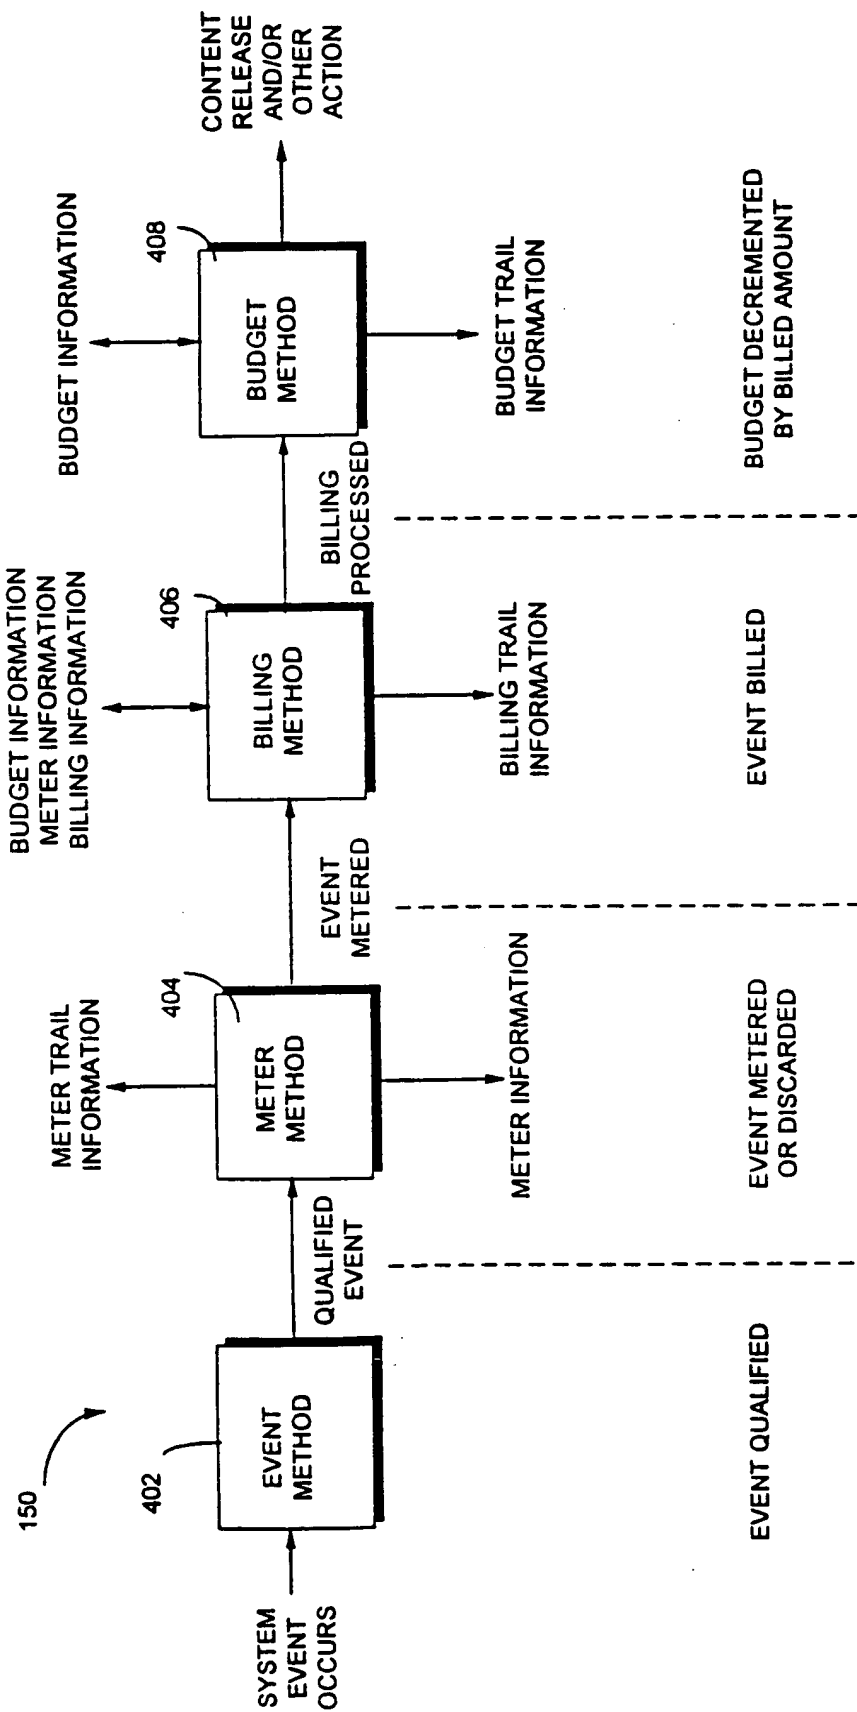 150
SYSTEM
EVENT
OCCURS
402
EVENT
METHOD
QUALIFIED
EVENT
EVENT QUALIFIED
METER TRAIL
INFORMATION
404
METER
METHOD
EVENT
METERED
METER INFORMATION
EVENT METERED
OR DISCARDED
BUDGET INFORMATION
METER INFORMATION
BILLING INFORMATION
406
BILLING
METHOD
BILLING
PROCESSED
BILLING TRAIL
INFORMATION
EVENT BILLED
BUDGET INFORMATION
408
BUDGET
METHOD
CONTENT
RELEASE
AND/OR
OTHER
ACTION
BUDGET TRAIL
INFORMATION
BUDGET DECREMENTED
BY BILLED AMOUNT